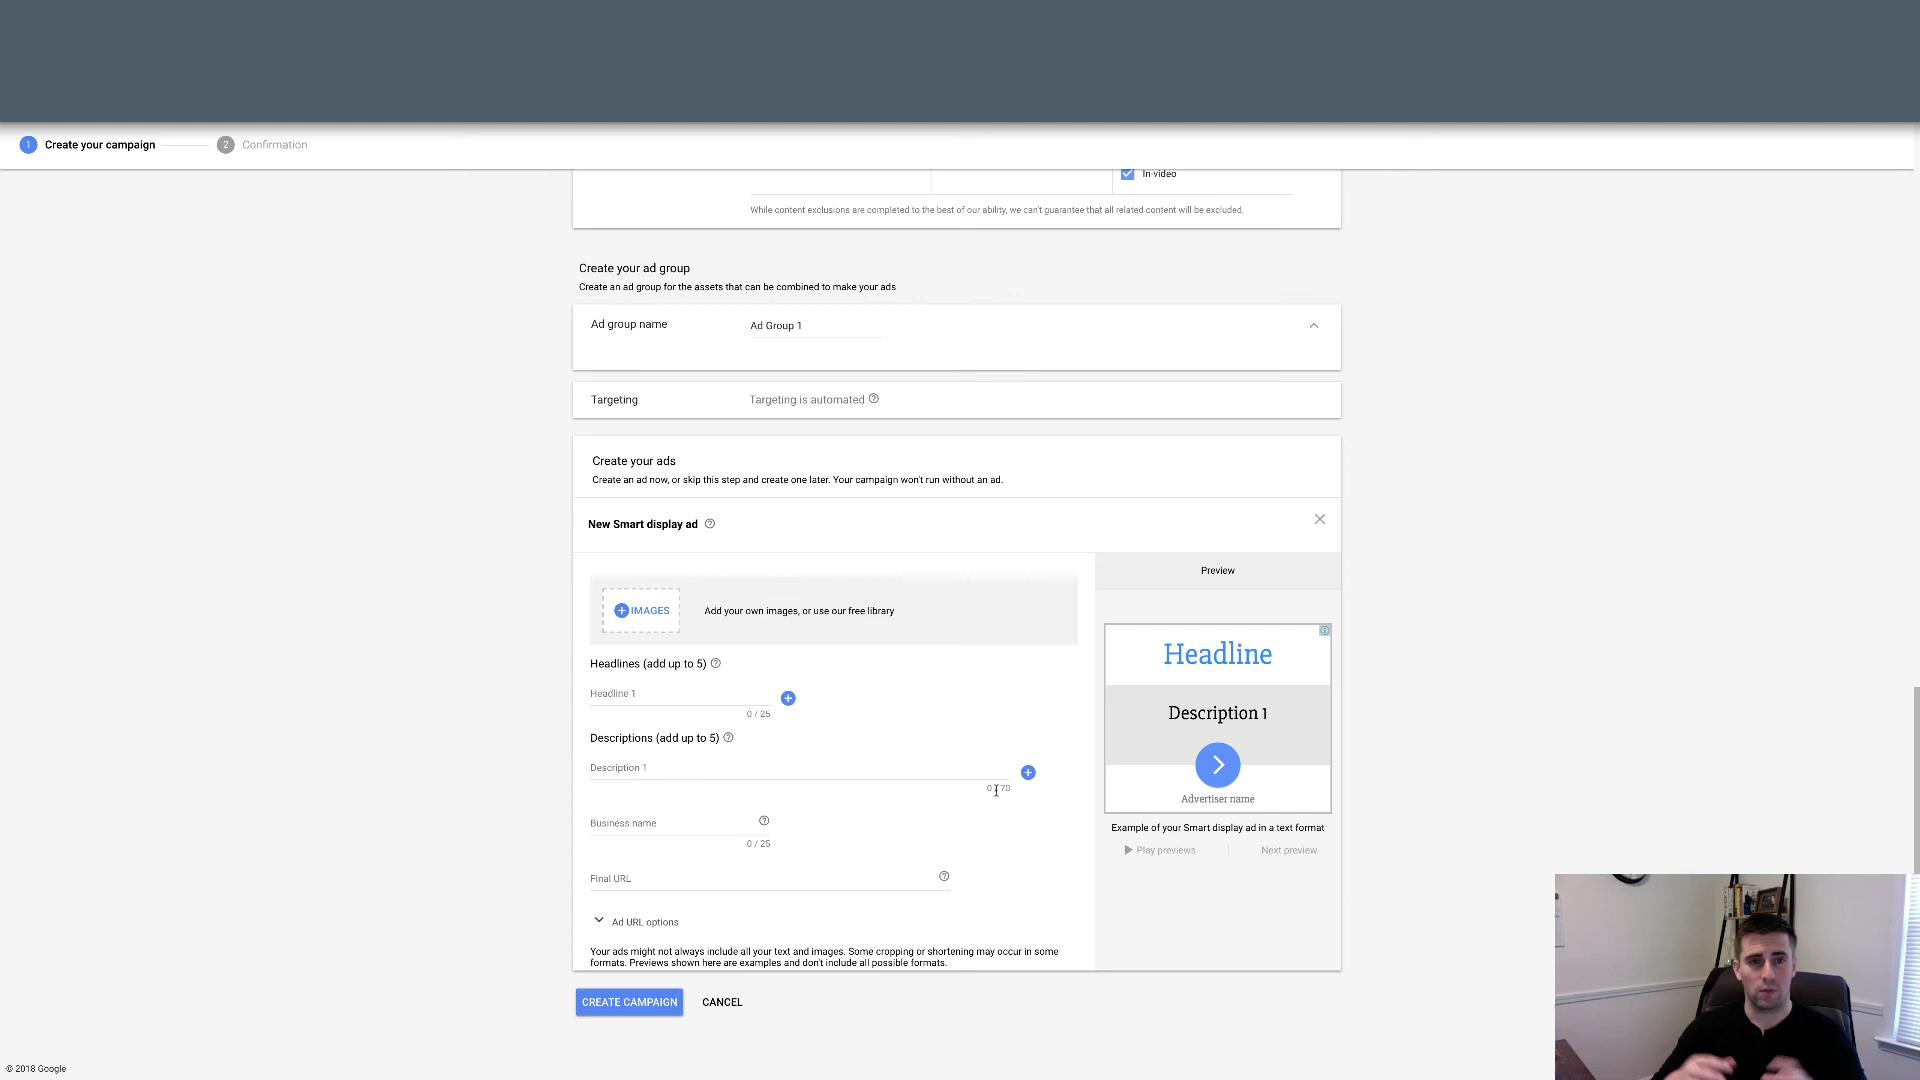 1 Create your campaign 2 Confirmation
In-video
While content exclusions are completed to the best of our ability, we can't guarantee that all related content will be excluded.
Create your ad group
Create an ad group for the assets that can be combined to make your ads
Ad group name Ad Group 1
Targeting Targeting is automated
Create your ads
Create an ad now, or skip this step and create one later. Your campaign won't run without an ad.
New Smart display ad
Preview
IMAGES Add your own images, or use our free library
Headlines (add up to 5)
Headline 1
0 / 25
Descriptions (add up to 5)
Description 1
0 / 70
Business name
0 / 25
Final URL
Ad URL options
Your ads might not always include all your text and images. Some cropping or shortening may occur in some
formats. Previews shown here are examples and don't include all possible formats.
Headline
Description 1
Advertiser name
Example of your Smart display ad in a text format
Play previews Next preview
CREATE CAMPAIGN CANCEL
© 2018 Google